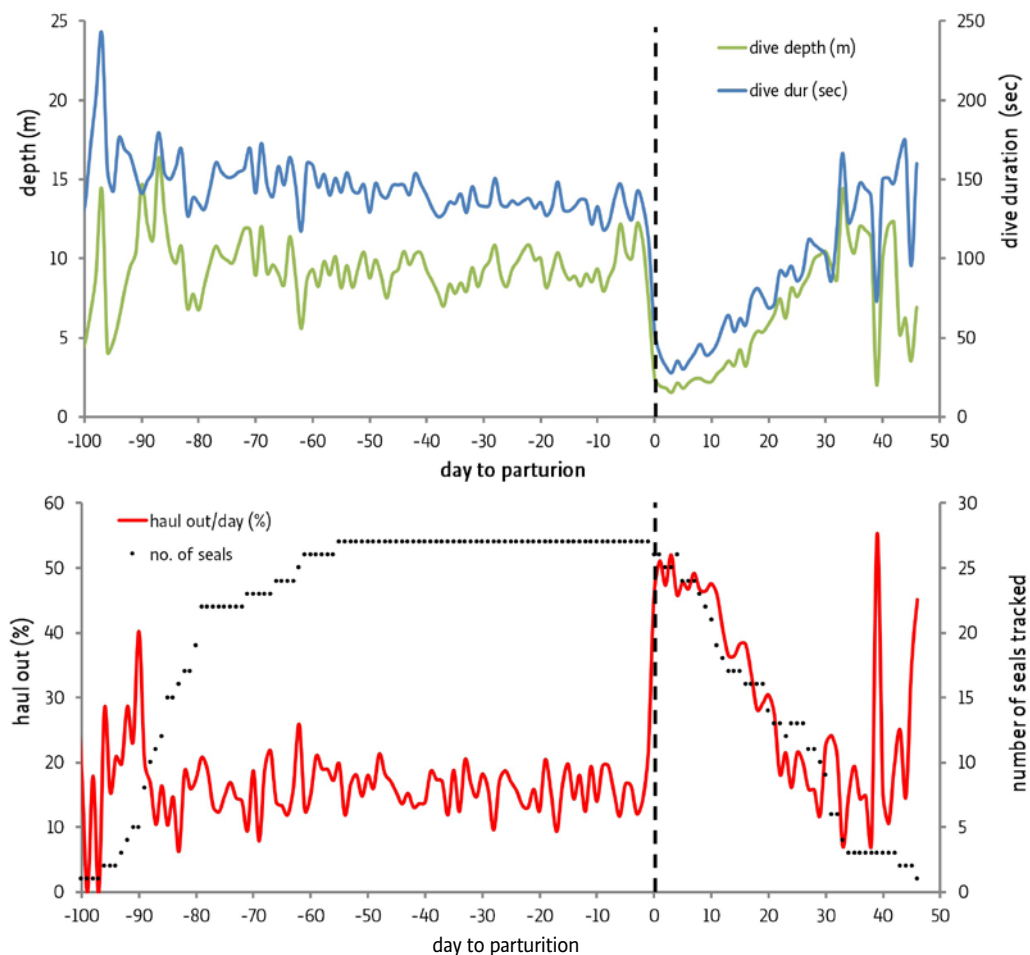 25
20
15
10
5
0
depth (m)
dive depth (m)
dive dur (sec)
250
200
150
100
50
0
dive duration (sec)
-100 -90 -80 -70 -60 -50 -40 -30 -20 -10 0 10 20 30 40 50
day to parturion
60
50
40
30
20
10
0
haul out (%)
haul out/day (%)
no. of seals
30
25
20
15
10
5
0
number of seals tracked
-100 -90 -80 -70 -60 -50 -40 -30 -20 -10 0 10 20 30 40 50
day to parturition